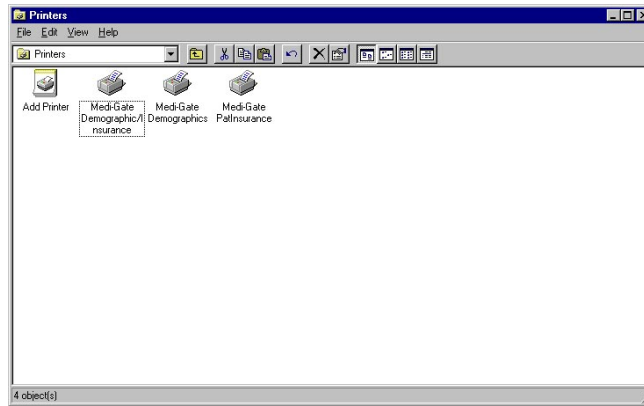 Printers
File Edit View Help
Printers
Add Printer
Medi-Gate
Demographic/I
nsurance
Medi-Gate
Demographics
Medi-Gate
PatInsurance
4 object(s)